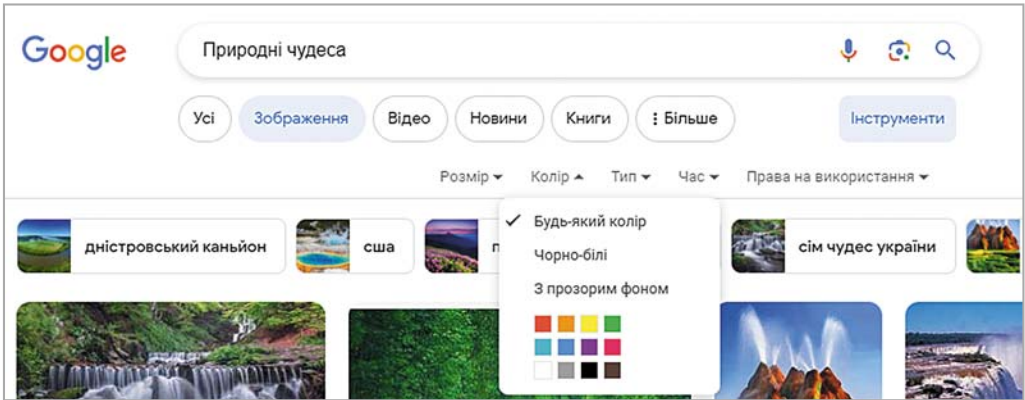 Google
Природні чудеса
Усі Зображення Відео Новини Книги Більше Інструменти
Розмір Колір Тип Час Права на використання
Будь-який колір
дністровський каньйон сша п сім чудес україни
Чорно-білі
З прозорим фоном